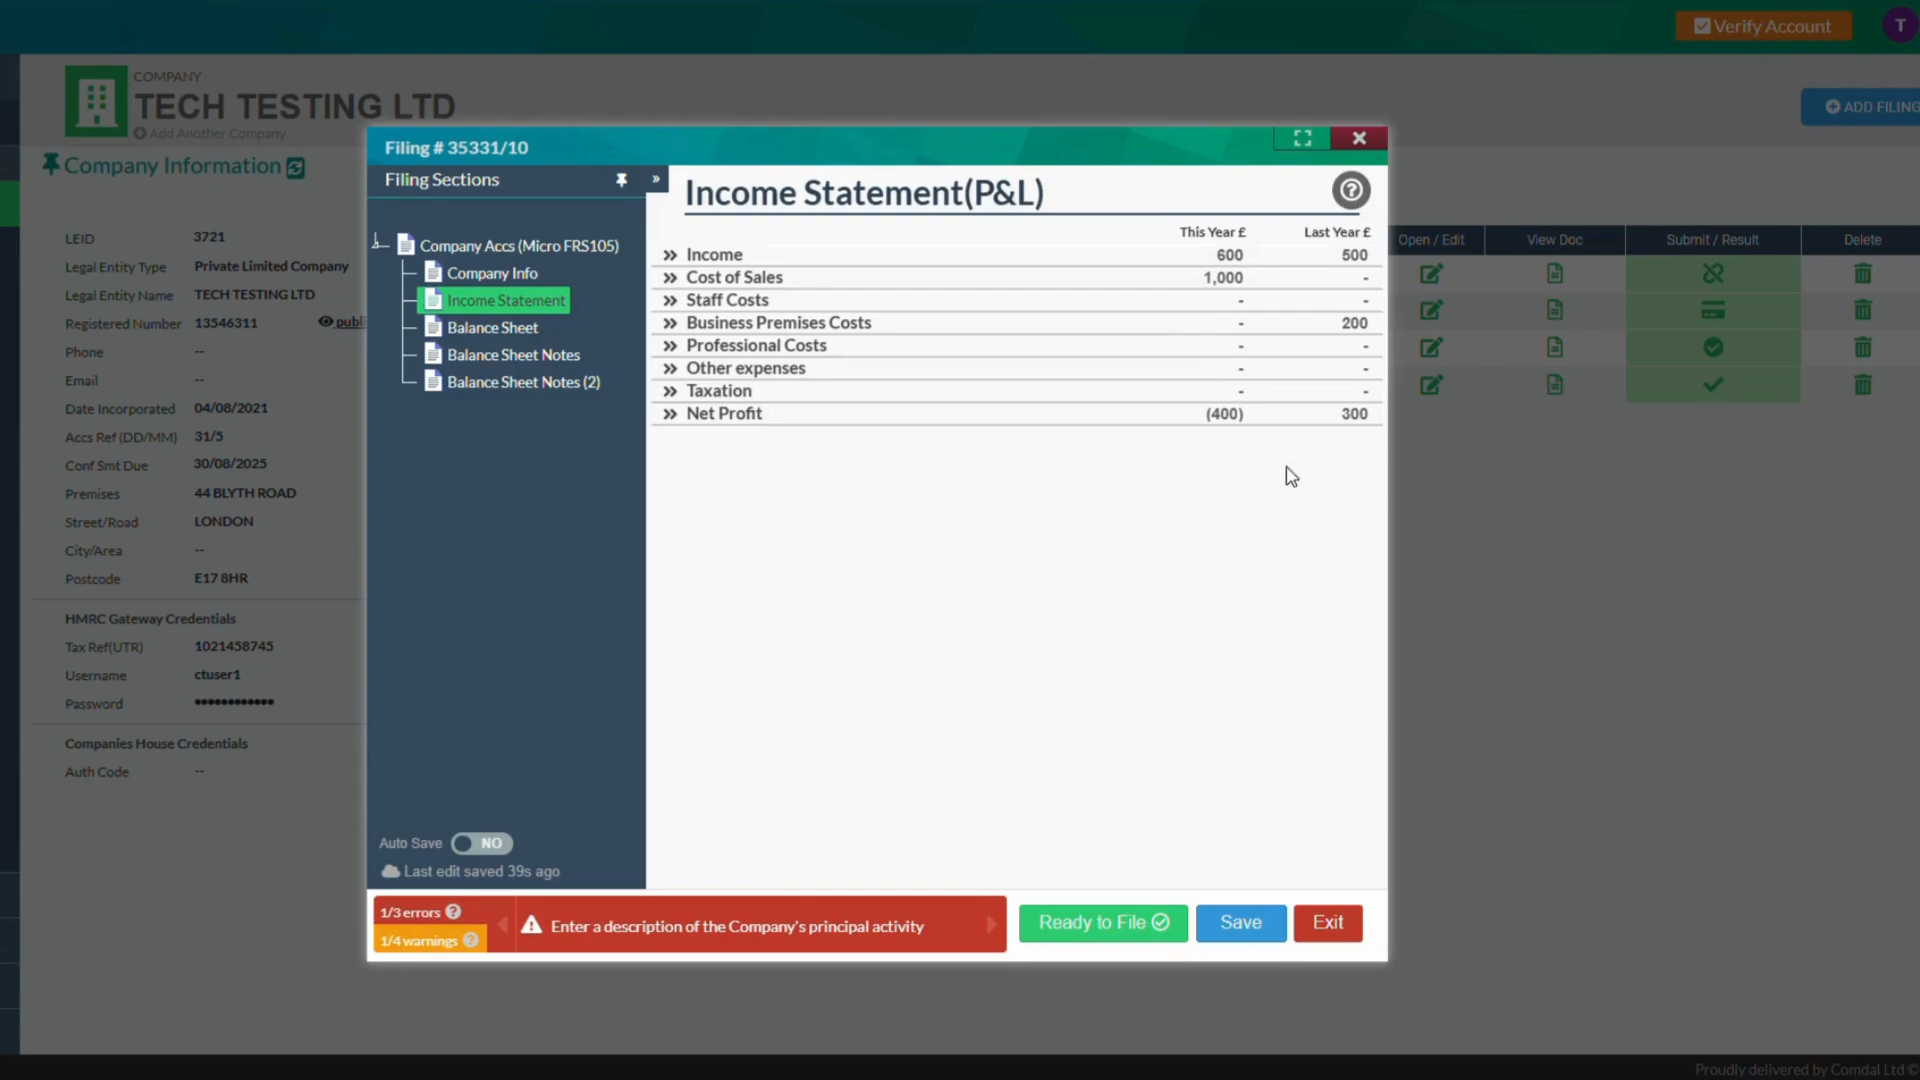 Verify Account
T
COMPANY
TECH TESTING LTD
Add Another Company
ADD FILING
Company Information
LEID 3721
Legal Entity Type Private Limited Company
Legal Entity Name TECH TESTING LTD
Registered Number 13546311 publi
Phone --
Email --
Date Incorporated 04/08/2021
Accs Ref (DD/MM) 31/5
Conf Smt Due 30/08/2025
Premises 44 BLYTH ROAD
Street/Road LONDON
City/Area --
Postcode E17 8HR
HMRC Gateway Credentials
Tax Ref(UTR) 1021458745
Username ctuser1
Password ••••••••••••
Companies House Credentials
Auth Code --
Filing # 35331/10
Filing Sections
Company Accs (Micro FRS105)
Company Info
Income Statement
Balance Sheet
Balance Sheet Notes
Balance Sheet Notes (2)
Auto Save NO
Last edit saved 39s ago
Income Statement(P&L)
This Year £ Last Year £
Income 600 500
Cost of Sales 1,000 -
Staff Costs - -
Business Premises Costs - 200
Professional Costs - -
Other expenses - -
Taxation - -
Net Profit (400) 300
1/3 errors
1/4 warnings
Enter a description of the Company's principal activity
Ready to File
Save
Exit
Open / Edit View Doc Submit / Result Delete
Proudly delivered by Comdal Ltd ©